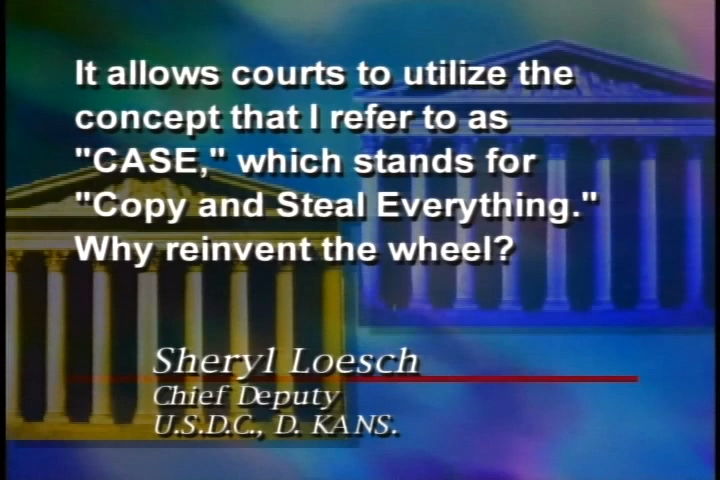 It allows courts to utilize the
concept that I refer to as
"CASE," which stands for
"Copy and Steal Everything."
Why reinvent the wheel?
Sheryl Loesch
Chief Deputy
U.S.D.C., D. KANS.